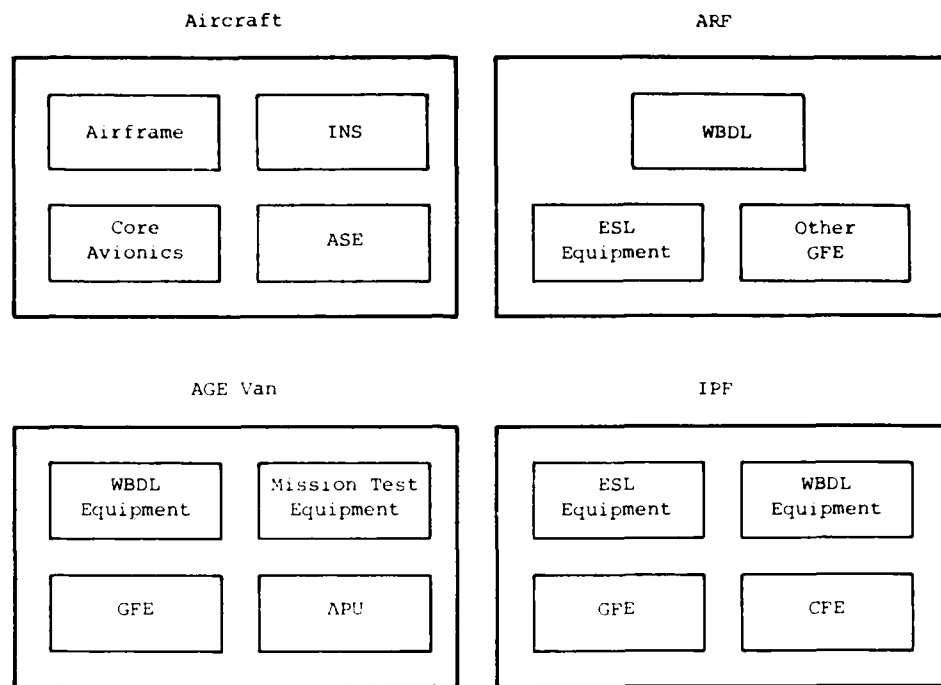 Aircraft
Airframe
INS
Core
Avionics
ASE
ARF
WBDL
ESL
Equipment
Other
GFE
AGE Van
WBDL
Equipment
Mission Test
Equipment
GFE
APU
IPF
ESL
Equipment
WBDL
Equipment
GFE
CFE